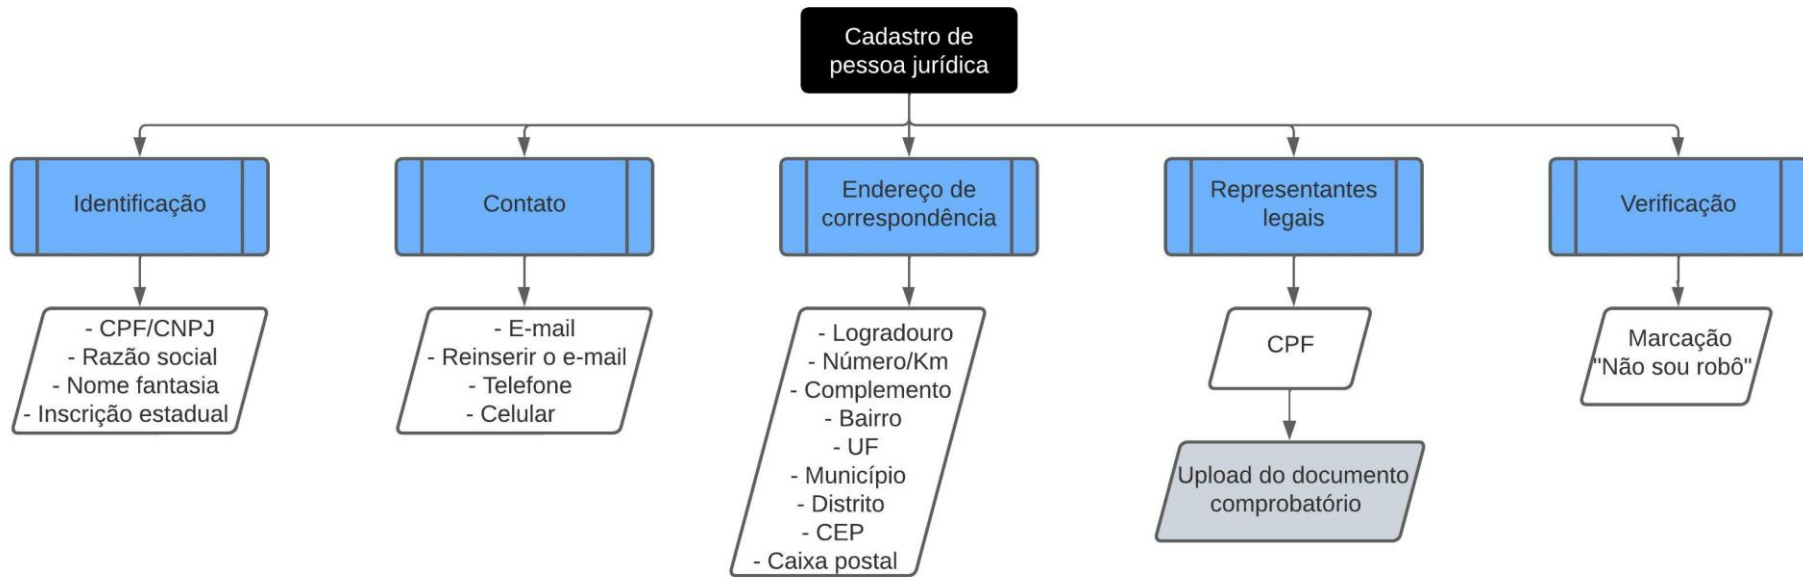 Cadastro de
pessoa jurídica
Identificação
Contato
Endereço de
correspondência
Representantes
legais
Verificação
- CPF/CNPJ
- Razão social
- Nome fantasia
- Inscrição estadual
- E-mail
- Reinserir o e-mail
- Telefone
- Celular
- Logradouro
- Número/Km
- Complemento
- Bairro
- UF
- Município
- Distrito
- CEP
- Caixa postal
CPF
Upload do documento
comprobatório
Marcação
"Não sou robô"